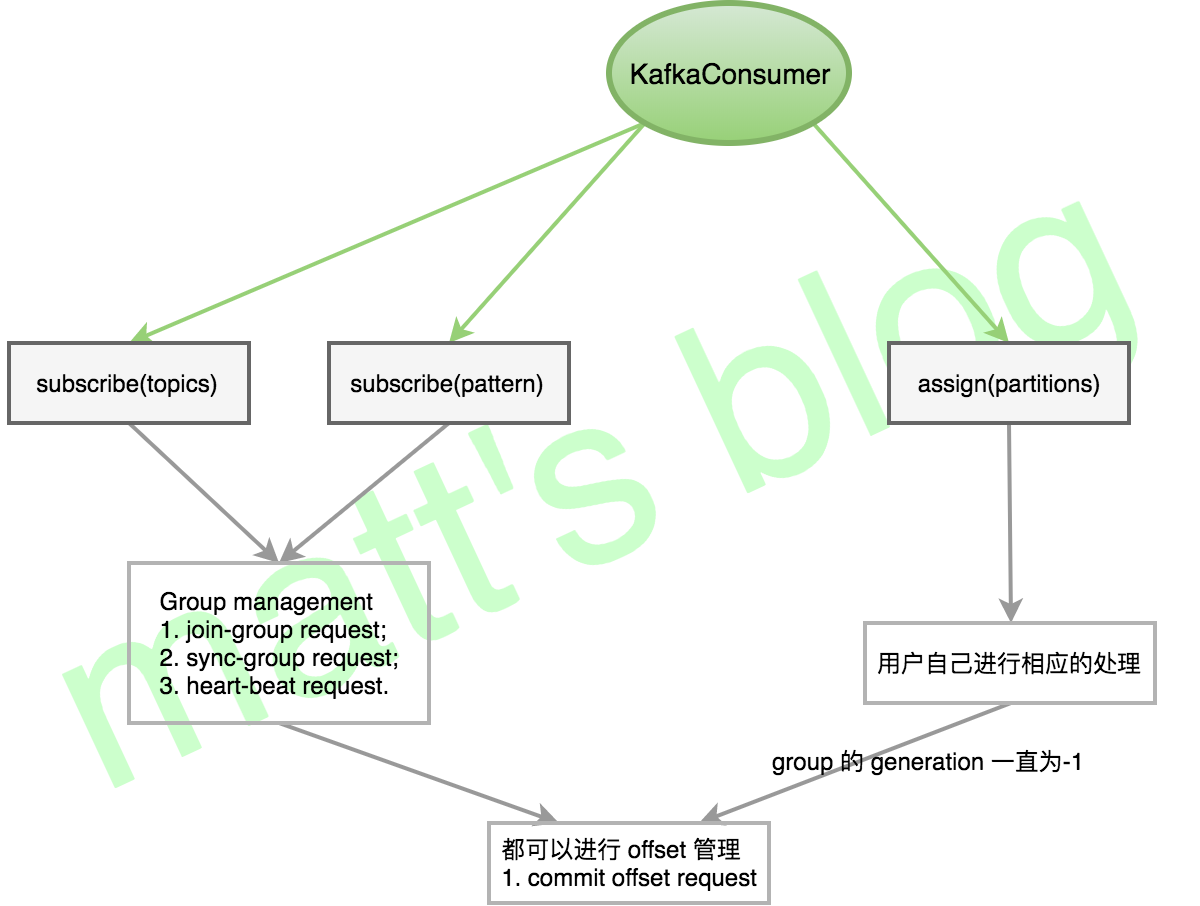 KafkaConsumer
subscribe(topics)
subscribe(pattern)
assign(partitions)
Group management
1. join-group request;
2. sync-group request;
3. heart-beat request.
用户自己进行相应的处理
group 的 generation 一直为-1
都可以进行 offset 管理
1. commit offset request
matt's blog